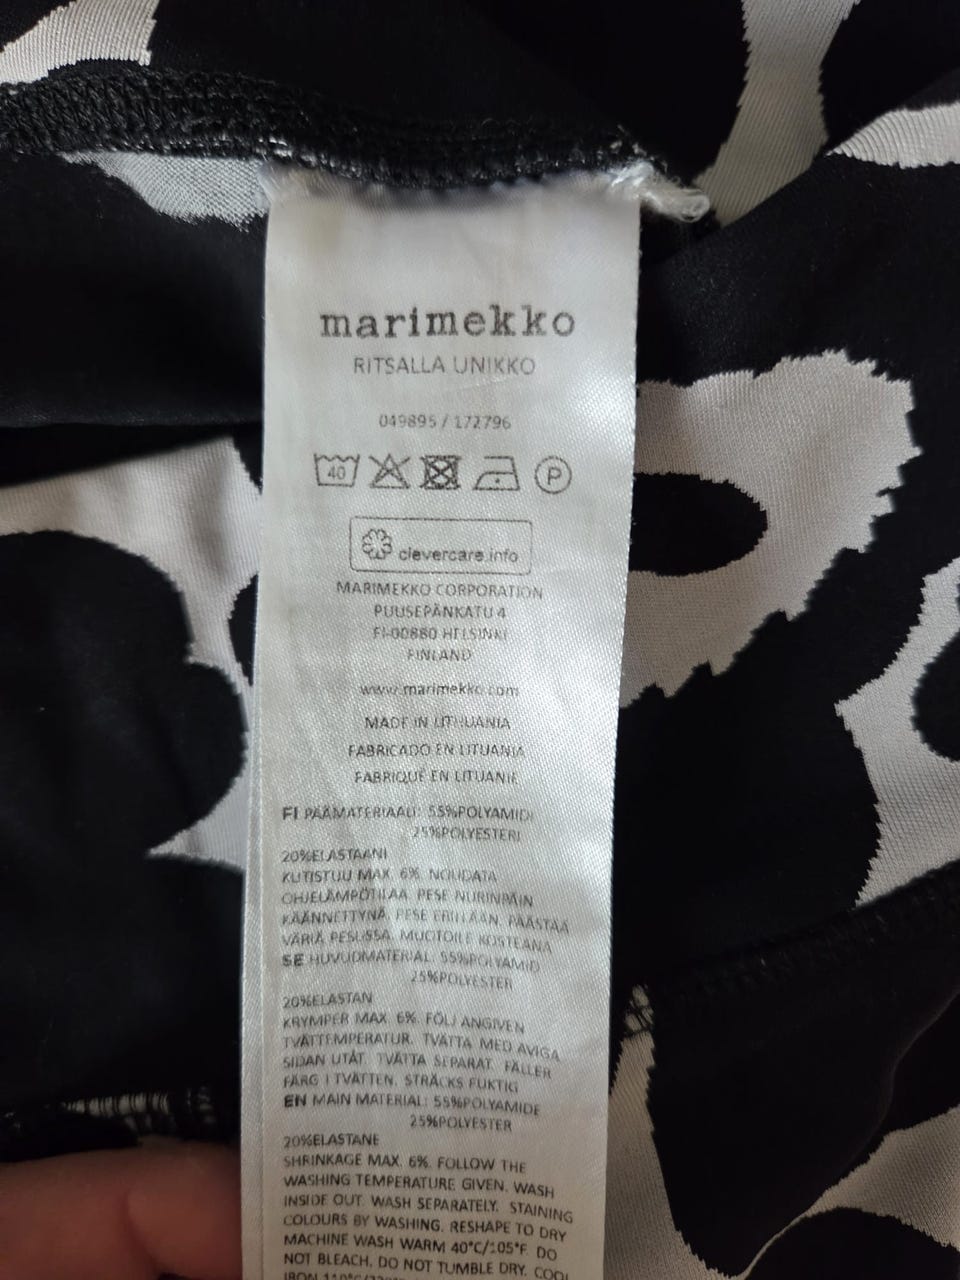 marimekko
RITSALLA UNIKKO
049895 / 172796
40
P
clevercare.info
MARIMEKKO CORPORATION
PUUSEPÄNKATU 4
FI-00880 HELSINKI
FINLAND
www.marimekko.com
MADE IN LITHUANIA
FABRICADO EN LITUANIA
FABRIQUÉ EN LITUANIE
FI PÄÄMATERIAALI: 55%POLYAMIDI
25%POLYESTERI
20%ELASTAANI
KUTISTUU MAX. 6%. NOUDATA
OHJELÄMPÖTILAA. PESE NURINPÄIN
KÄÄNNETTYNÄ. PESE ERILLÄÄN. PÄÄSTÄÄ
VÄRIÄ PESUSSA. MUOTOILE KOSTEANA
SE HUVUDMATERIAL: 55%POLYAMID
25%POLYESTER
20%ELASTAN
KRYMPER MAX. 6%. FÖLJ ANGIVEN
TVÄTTEMPERATUR. TVÄTTA MED AVIGA
SIDAN UTÅT. TVÄTTA SEPARAT. FÄLLER
FÄRG I TVÄTTEN. STRÄCKS FUKTIG
EN MAIN MATERIAL: 55%POLYAMIDE
25%POLYESTER
20%ELASTANE
SHRINKAGE MAX. 6%. FOLLOW THE
WASHING TEMPERATURE GIVEN. WASH
INSIDE OUT. WASH SEPARATELY. STAINING
COLOURS BY WASHING. RESHAPE TO DRY
MACHINE WASH WARM 40°C/105°F. DO
NOT BLEACH. DO NOT TUMBLE DRY. COOL
IRON